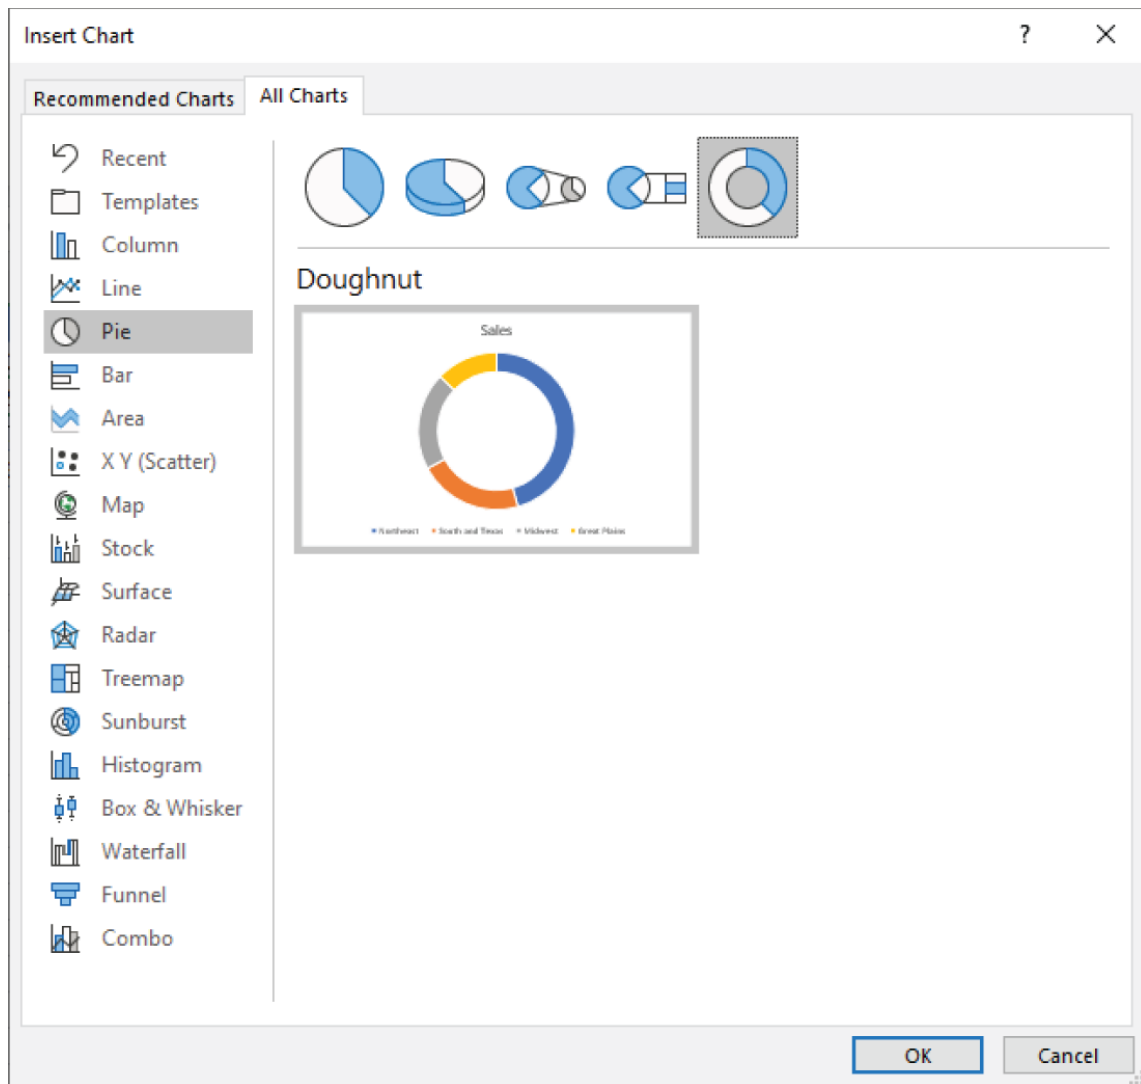 Insert Chart ?
Recommended Charts All Charts
Recent
Templates
Column
Line
Pie
Bar
Area
X Y (Scatter)
Map
Stock
Surface
Radar
Treemap
Sunburst
Histogram
Box & Whisker
Waterfall
Funnel
Combo
Doughnut
Sales
Northeast South and Texas Midwest Great Plains
OK Cancel